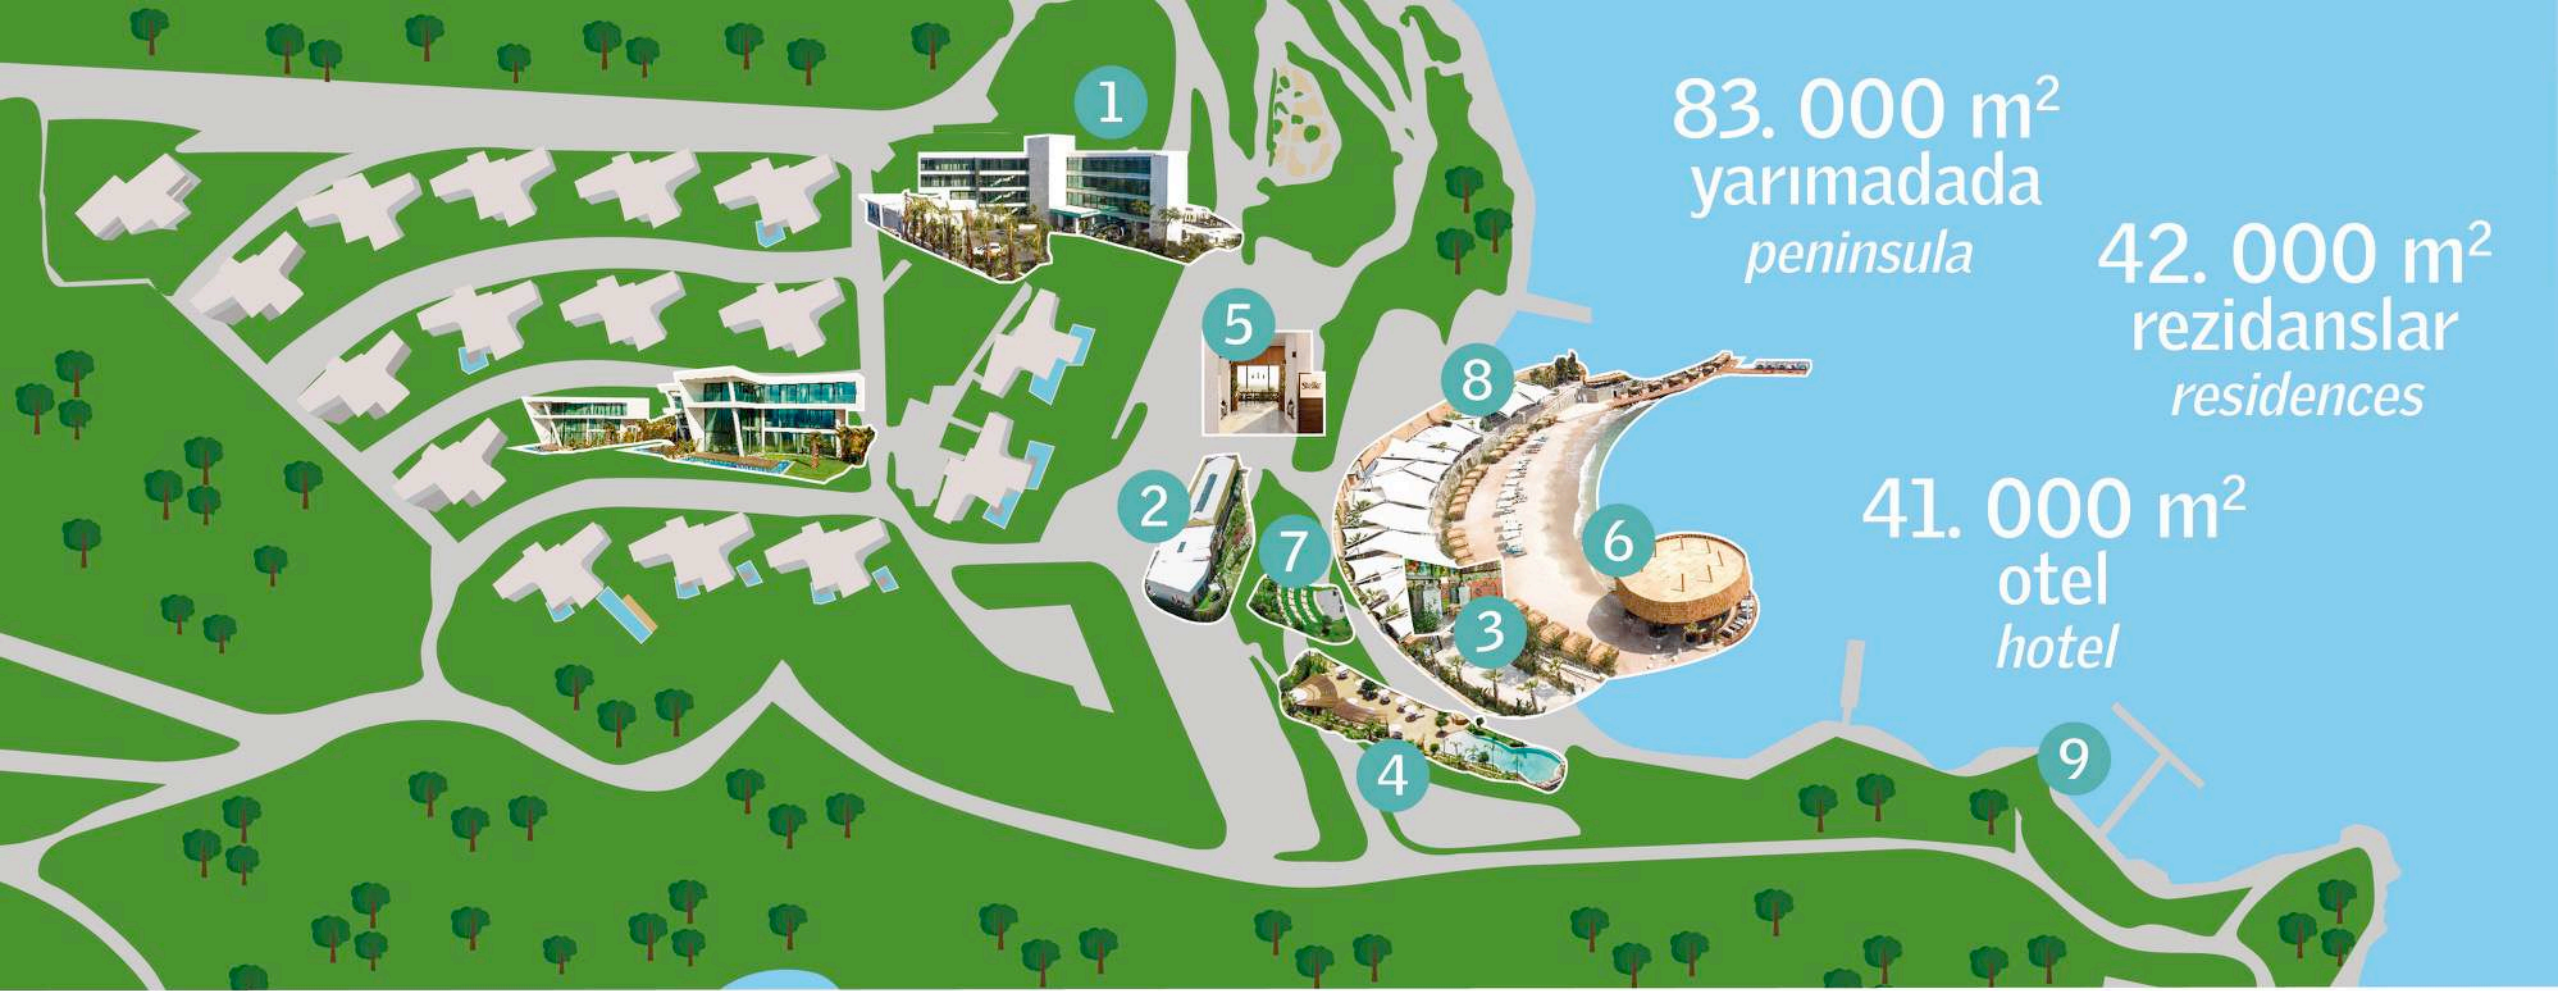 83. 000 m²
yarımadada
peninsula
42. 000 m²
rezidanslar
residences
41. 000 m²
otel
hotel
1
5
8
2
7
6
3
4
9